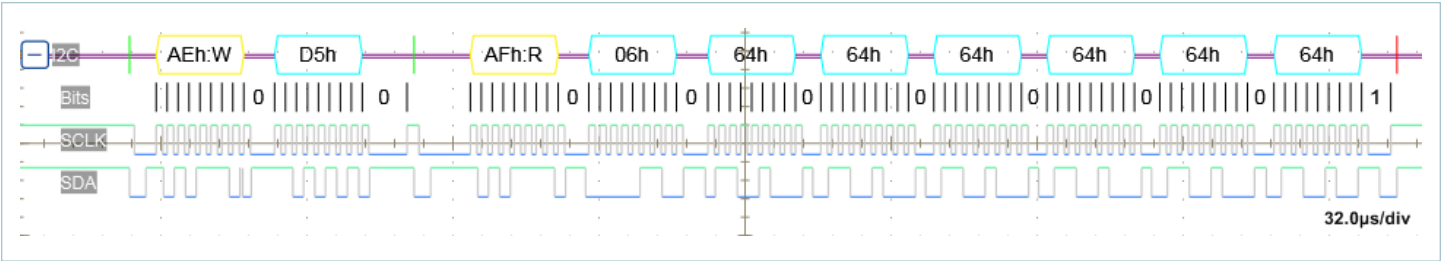 I2C AEh:W D5h AFh:R 06h 64h 64h 64h 64h 64h 64h
Bits 0 0 0 0 0 0 0 0 0 1
SCLK
SDA
32.0µs/div